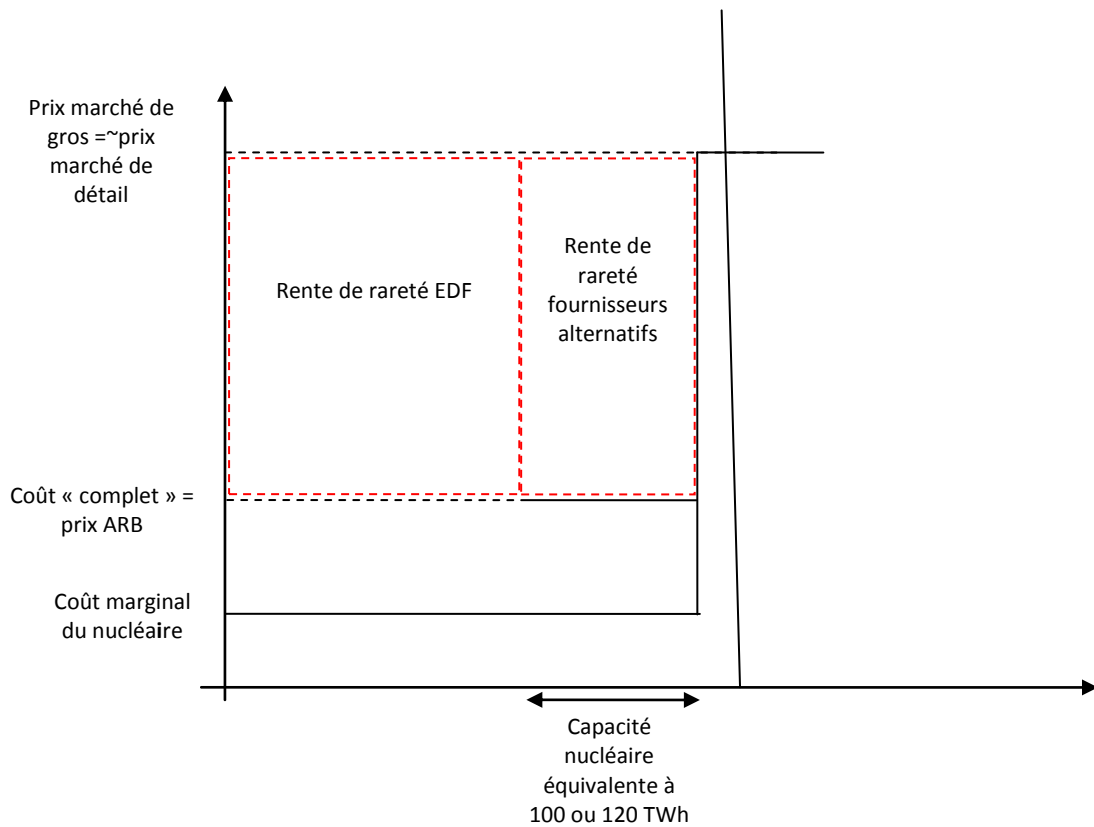 Prix marché de
gros =~prix
marché de
détail
Rente de rareté EDF
Rente de
rareté
fournisseurs
alternatifs
Coût « complet » =
prix ARB
Coût marginal
du nucléaire
Capacité
nucléaire
équivalente à
100 ou 120 TWh